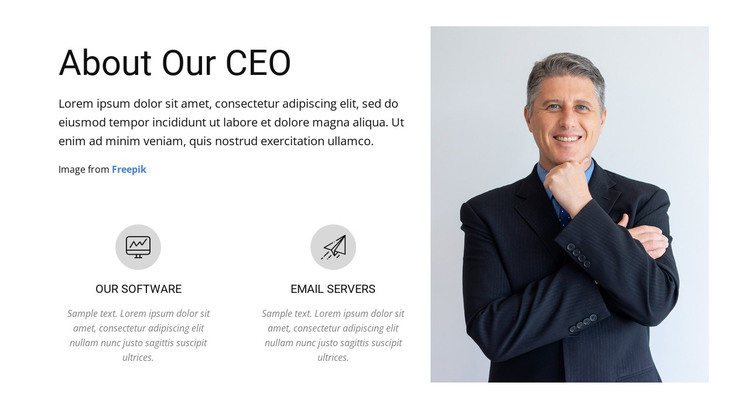 About Our CEO
Lorem ipsum dolor sit amet, consectetur adipiscing elit, sed do
eiusmod tempor incididunt ut labore et dolore magna aliqua. Ut
enim ad minim veniam, quis nostrud exercitation ullamco.
Image from Freepik
OUR SOFTWARE
Sample text. Lorem ipsum dolor sit
amet, consectetur adipiscing elit
nullam nunc justo sagittis suscipit
ultrices.
EMAIL SERVERS
Sample text. Lorem ipsum dolor sit
amet, consectetur adipiscing elit
nullam nunc justo sagittis suscipit
ultrices.